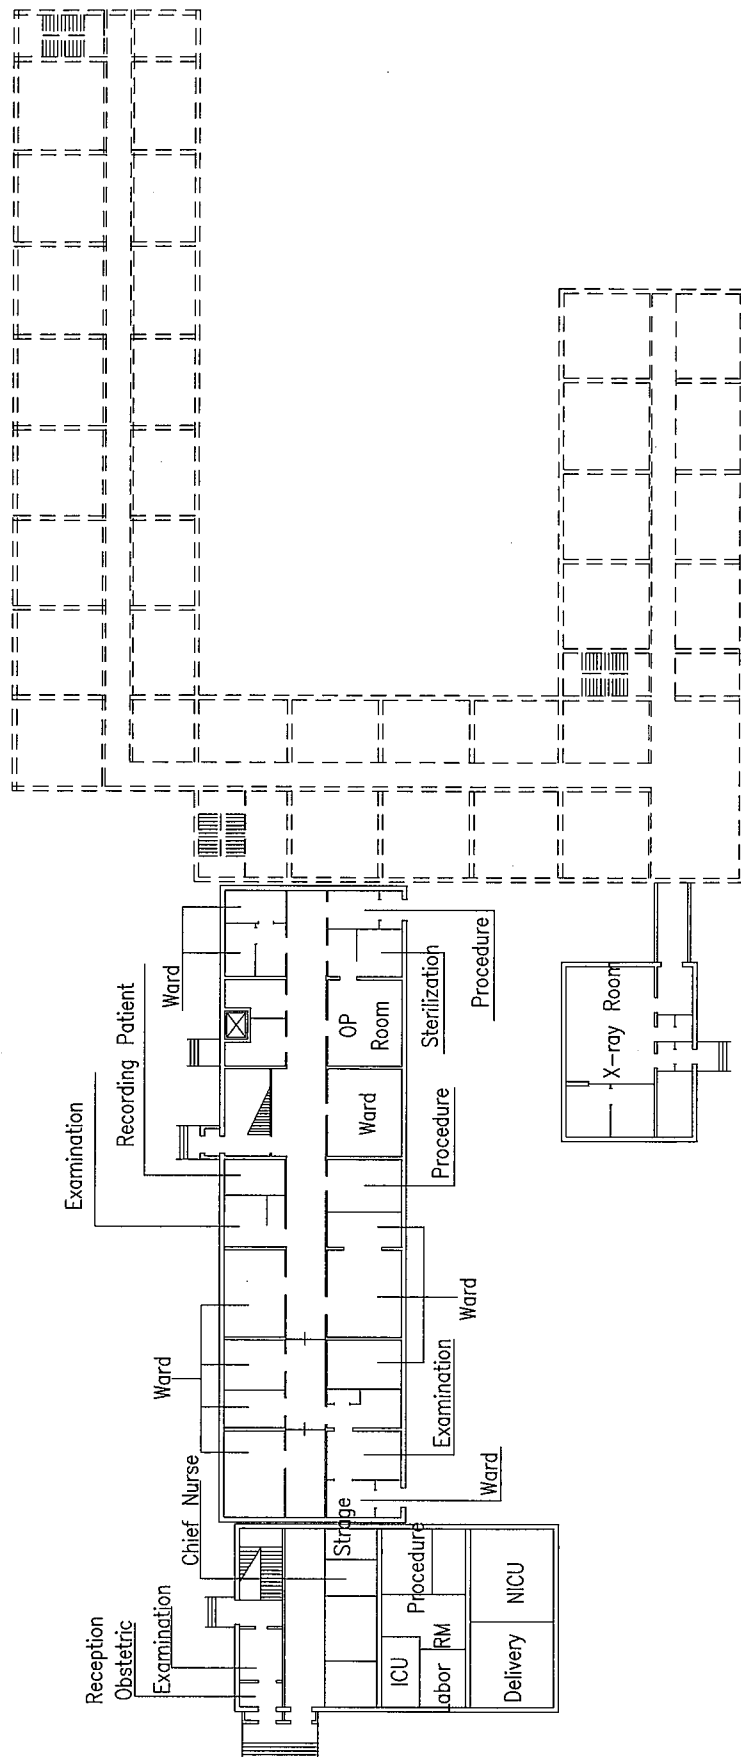 Reception
Obstetric
Examination
Chief Nurse
Ward
Examination
Recording Patient
Ward
ICU
Labor RM
Procedure
Strage
Delivery
NICU
Ward
Examination
Ward
Procedure
Ward
OP
Room
Sterilization
Procedure
X-ray Room